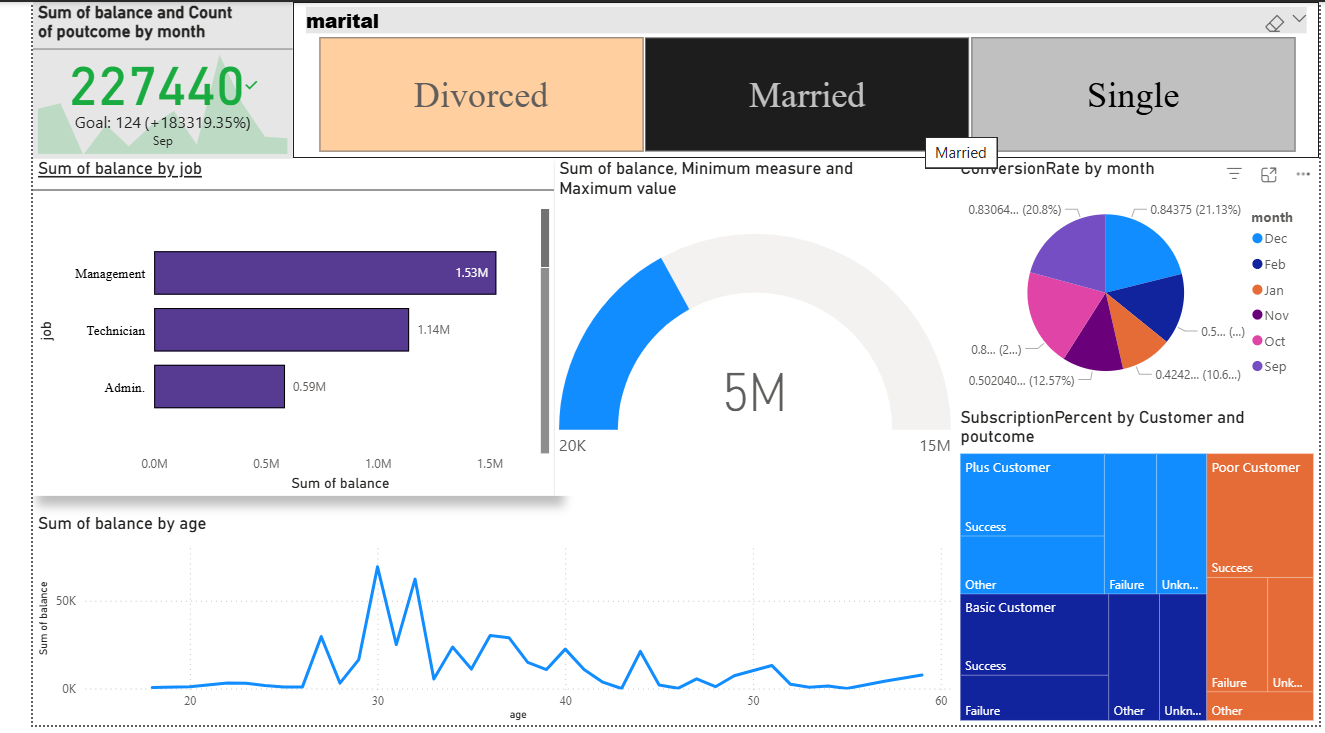 Sum of balance and Count
of poutcome by month
227440
Goal: 124 (+183319.35%)
Sep
marital
Divorced
Married
Single
Married
Sum of balance by job
job
Management
1.53M
Technician
1.14M
Admin.
0.59M
0.0M 0.5M 1.0M 1.5M
Sum of balance
Sum of balance, Minimum measure and
Maximum value
5M
20K
15M
ConversionRate by month
0.83064... (20.8%)
0.84375 (21.13%)
0.5... (...)
0.8... (2...)
0.4242... (10.6...)
0.502040... (12.57%)
month
Dec
Feb
Jan
Nov
Oct
Sep
Sum of balance by age
Sum of balance
50K
0K
20 30 40 50 60
age
SubscriptionPercent by Customer and
poutcome
Plus Customer
Success
Other
Failure
Unkn...
Basic Customer
Success
Failure
Other
Unkn...
Poor Customer
Success
Failure
Unk...
Other